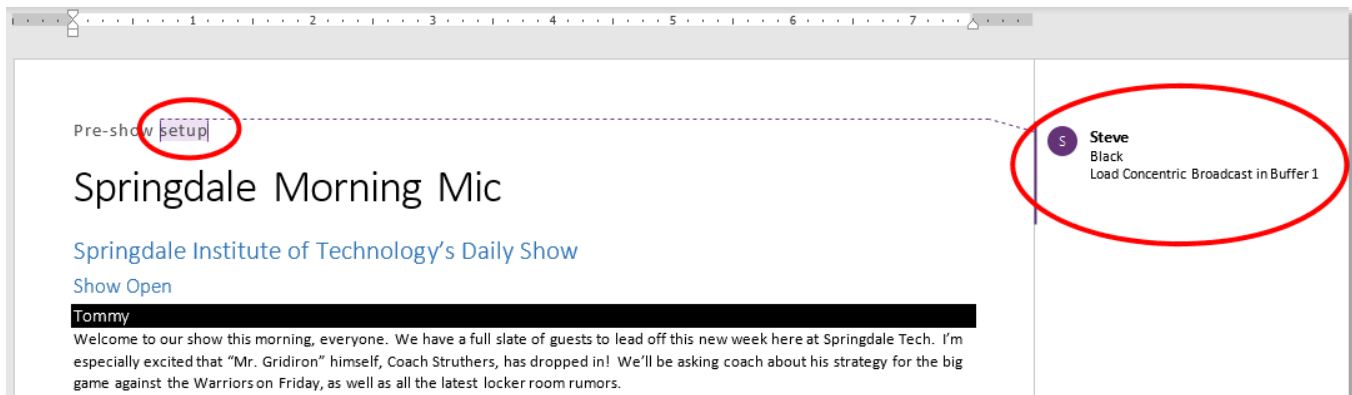 1 2 3 4 5 6 7
Pre-show setup
S Steve
Black
Load Concentric Broadcast in Buffer 1
Springdale Morning Mic
Springdale Institute of Technology’s Daily Show
Show Open
Tommy
Welcome to our show this morning, everyone. We have a full slate of guests to lead off this new week here at Springdale Tech. I’m
especially excited that “Mr. Gridiron” himself, Coach Struthers, has dropped in! We’ll be asking coach about his strategy for the big
game against the Warriors on Friday, as well as all the latest locker room rumors.